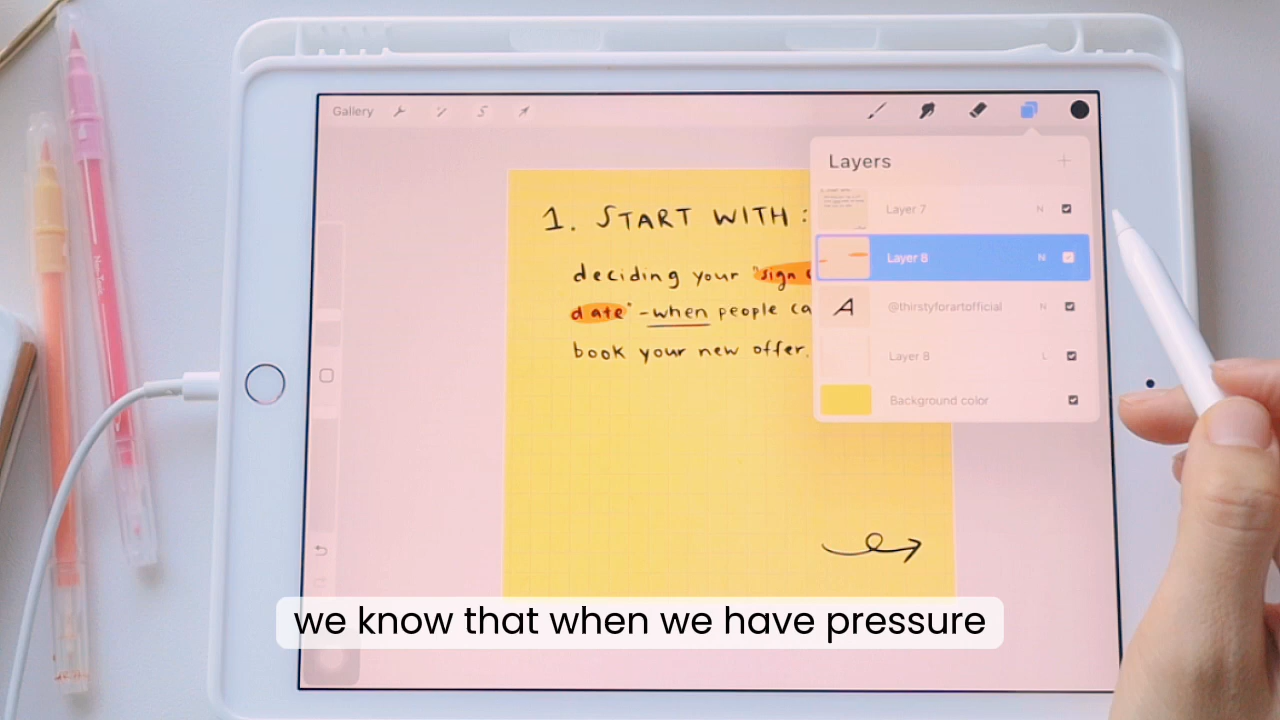 Gallery
Layers
Layer 7
N
Layer 8
N
@thirstyforartofficial
N
Layer 8
L
Background color
1. START WITH:
deciding your "sign
date" - when people ca
book your new offer.
we know that when we have pressure